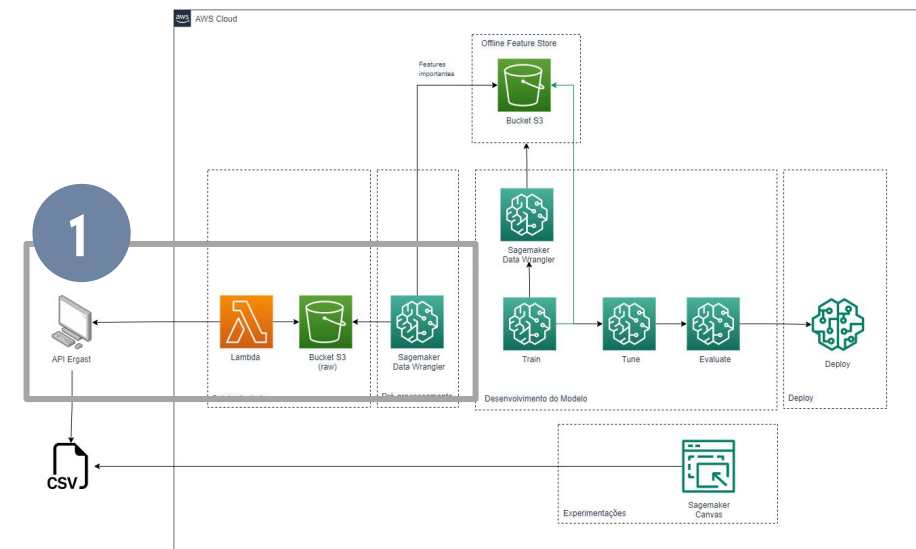 aws
AWS Cloud
Offline Feature Store
Features
importantes
Bucket S3
1
Sagemaker
Data Wrangler
API Ergast
Lambda
Bucket S3
(raw)
Sagemaker
Data Wrangler
Train
Tune
Evaluate
Deploy
Desenvolvimento do Modelo
Deploy
CSV
Sagemaker
Canvas
Experimentações